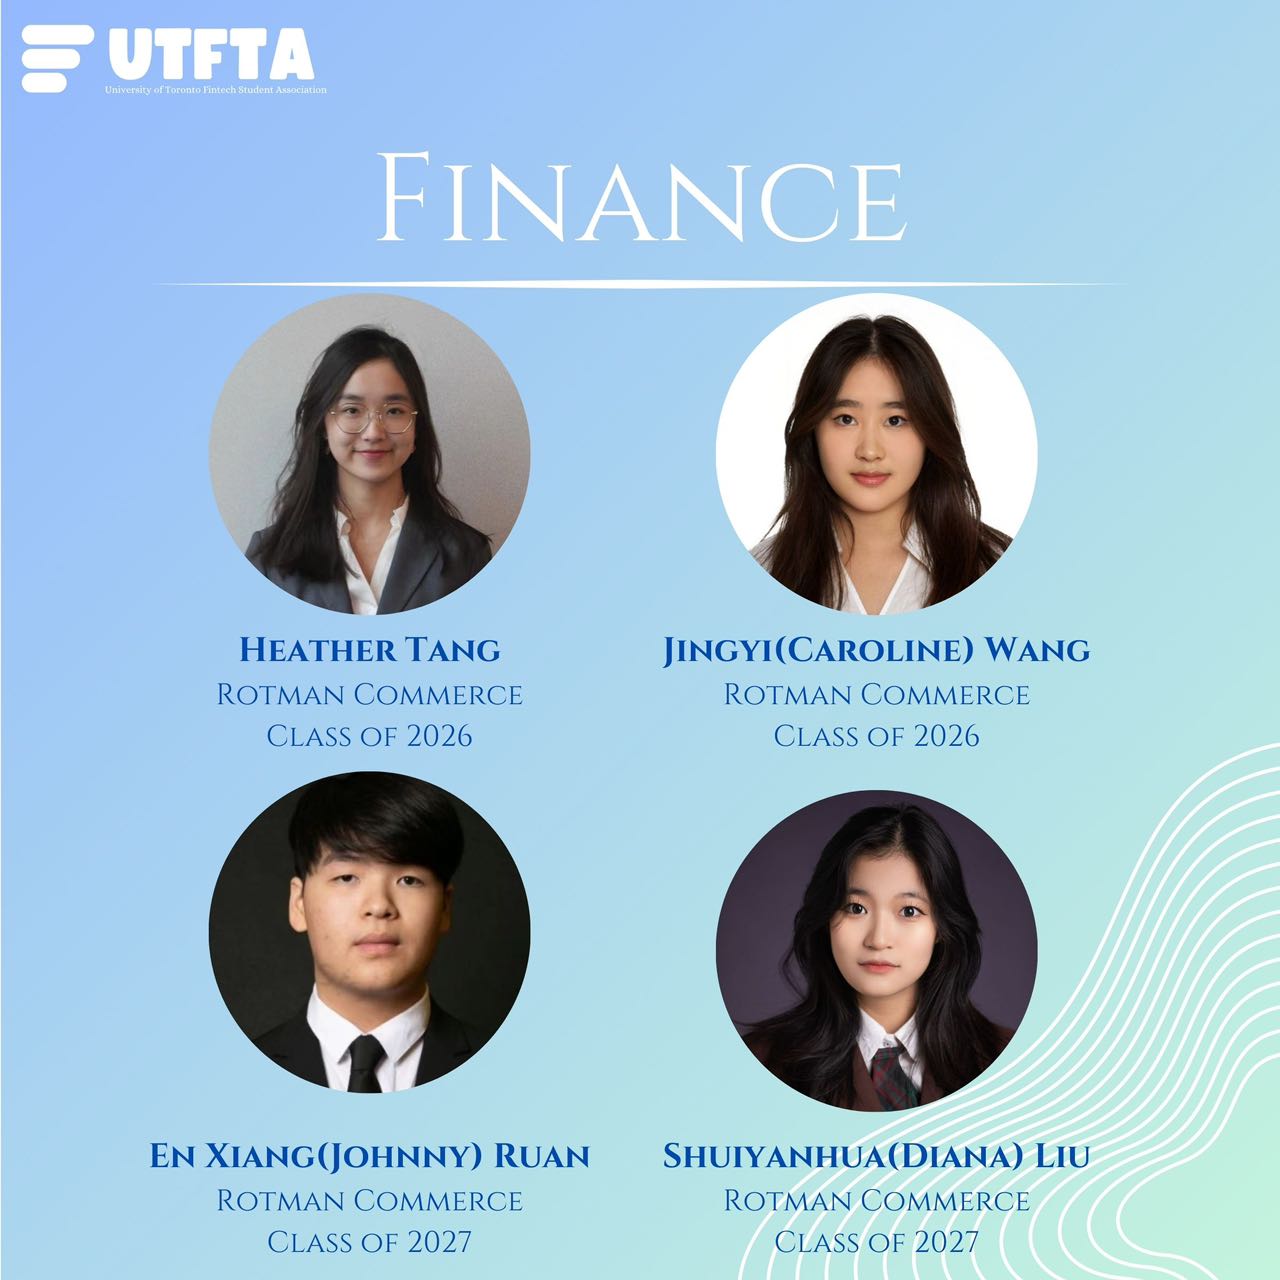 UTFTA
University of Toronto Fintech Student Association
Finance
Heather Tang
Rotman Commerce
Class of 2026
Jingyi(Caroline) Wang
Rotman Commerce
Class of 2026
En Xiang(Johnny) Ruan
Rotman Commerce
Class of 2027
Shuiyanhua(Diana) Liu
Rotman Commerce
Class of 2027